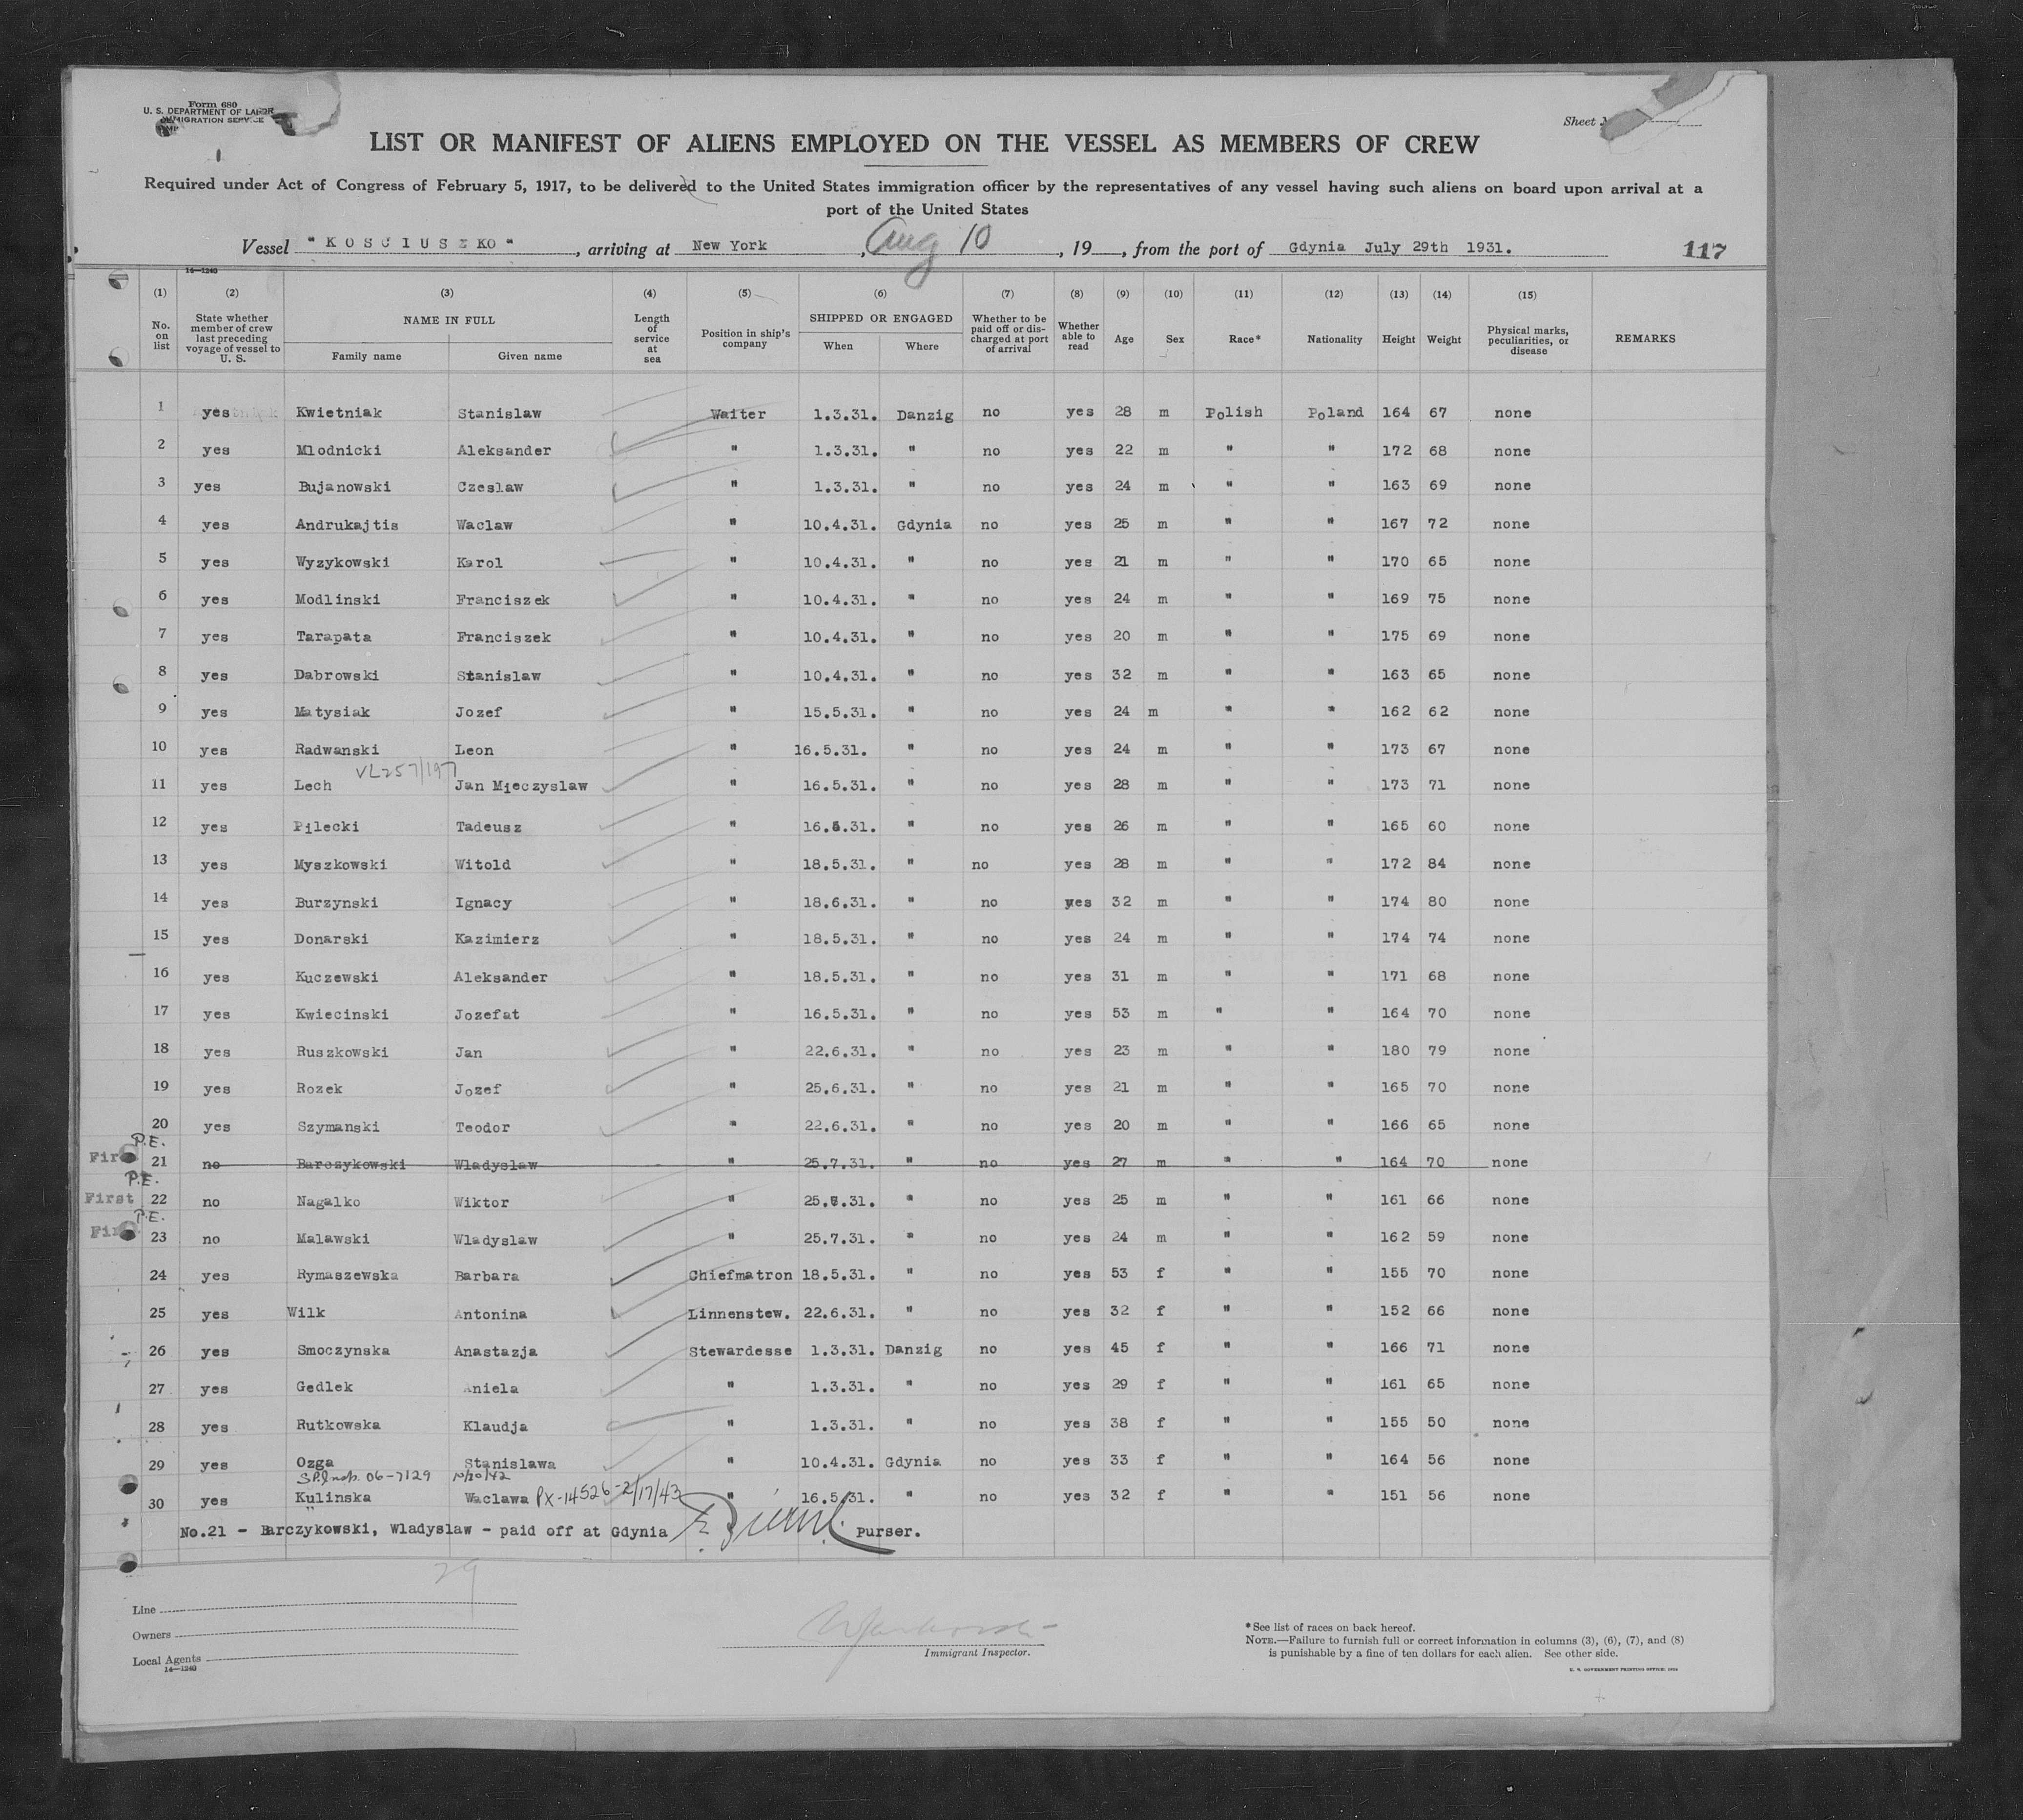 Form 680
U. S. DEPARTMENT OF LABOR
IMMIGRATION SERVICE
Sheet
LIST OR MANIFEST OF ALIENS EMPLOYED ON THE VESSEL AS MEMBERS OF CREW
Required under Act of Congress of February 5, 1917, to be delivered to the United States immigration officer by the representatives of any vessel having such aliens on board upon arrival at a
port of the United States
Vessel "KOSCIUSZKO", arriving at New York, Aug 10, 19__, from the port of Gdynia July 29th 1931. 117
14—1240
(1) (2) (3) (4) (5) (6) (7) (8) (9) (10) (11) (12) (13) (14) (15)
No. on list State whether member of crew last preceding voyage of vessel to U. S. NAME IN FULL Family name Given name Length of service at sea Position in ship's company SHIPPED OR ENGAGED When Where Whether to be paid off or discharged at port of arrival Whether able to read Age Sex Race* Nationality Height Weight Physical marks, peculiarities, or disease REMARKS
1 yes Kwietniak Stanislaw Waiter 1.3.31. Danzig no yes 28 m Polish Poland 164 67 none
2 yes Mlodnicki Aleksander " 1.3.31. " no yes 22 m " " 172 68 none
3 yes Bujanowski Czeslaw " 1.3.31. " no yes 24 m " " 163 69 none
4 yes Andrukajtis Waclaw " 10.4.31. Gdynia no yes 25 m " " 167 72 none
5 yes Wyzykowski Karol " 10.4.31. " no yes 21 m " " 170 65 none
6 yes Modlinski Franciszek " 10.4.31. " no yes 24 m " " 169 75 none
7 yes Tarapata Franciszek " 10.4.31. " no yes 20 m " " 175 69 none
8 yes Dabrowski Stanislaw " 10.4.31. " no yes 32 m " " 163 65 none
9 yes Matysiak Jozef " 15.5.31. " no yes 24 m " " 162 62 none
10 yes Radwanski Leon " 16.5.31. " no yes 24 m " " 173 67 none
11 yes Lech Jan Mieczyslaw " 16.5.31. " no yes 28 m " " 173 71 none
12 yes Pilecki Tadeusz " 16.5.31. " no yes 26 m " " 165 60 none
13 yes Myszkowski Witold " 18.5.31. " no yes 28 m " " 172 84 none
14 yes Burzynski Ignacy " 18.6.31. " no yes 32 m " " 174 80 none
15 yes Donarski Kazimierz " 18.5.31. " no yes 24 m " " 174 74 none
16 yes Kuczewski Aleksander " 18.5.31. " no yes 31 m " " 171 68 none
17 yes Kwiecinski Jozefat " 16.5.31. " no yes 53 m " " 164 70 none
18 yes Ruszkowski Jan " 22.6.31. " no yes 23 m " " 180 79 none
19 yes Rozek Jozef " 25.6.31. " no yes 21 m " " 165 70 none
20 yes Szymanski Teodor " 22.6.31. " no yes 20 m " " 166 65 none
P.E.
First 21 no Barczykowski Wladyslaw " 25.7.31. " no yes 27 m " " 164 70 none
P.E.
First 22 no Nagalko Wiktor " 25.7.31. " no yes 25 m " " 161 66 none
P.E.
First 23 no Malawski Wladyslaw " 25.7.31. " no yes 24 m " " 162 59 none
24 yes Rymaszewska Barbara Chiefmatron 18.5.31. " no yes 53 f " " 155 70 none
25 yes Wilk Antonina Linnenstew. 22.6.31. " no yes 32 f " " 152 66 none
26 yes Smoczynska Anastazja Stewardesse 1.3.31. Danzig no yes 45 f " " 166 71 none
27 yes Gedlek Aniela " 1.3.31. " no yes 29 f " " 161 65 none
28 yes Rutkowska Klaudja " 1.3.31. " no yes 38 f " " 155 50 none
29 yes Ozga Stanislawa " 10.4.31. Gdynia no yes 33 f " " 164 56 none
06-7129 10/20/42
30 yes Kulinska Waclawa PX-14526-2/17/43 " 16.5.31. " no yes 32 f " " 151 56 none
No.21 - Barczykowski, Wladyslaw - paid off at Gdynia purser.
29
Line
Owners
Local Agents
14—1240
Immigrant Inspector.
*See list of races on back hereof.
NOTE.—Failure to furnish full or correct information in columns (3), (6), (7), and (8)
is punishable by a fine of ten dollars for each alien. See other side.
U. S. GOVERNMENT PRINTING OFFICE: